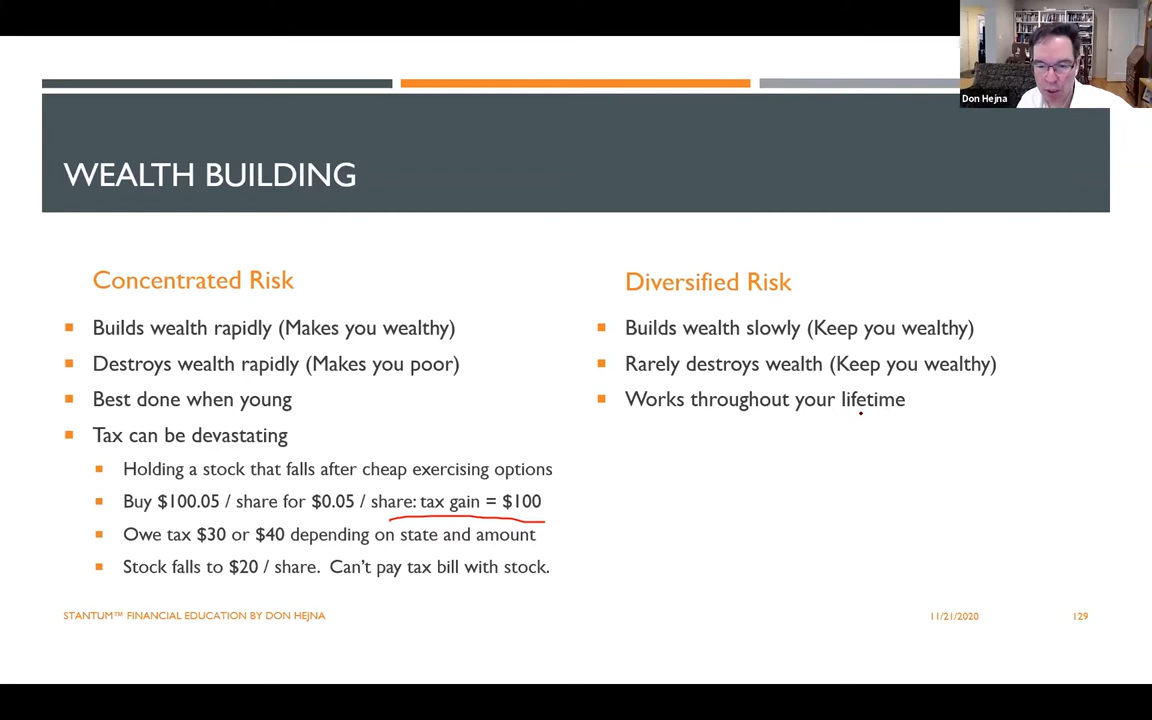 Don Hejna
WEALTH BUILDING
Concentrated Risk
Builds wealth rapidly (Makes you wealthy)
Destroys wealth rapidly (Makes you poor)
Best done when young
Tax can be devastating
Holding a stock that falls after cheap exercising options
Buy $100.05 / share for $0.05 / share: tax gain = $100
Owe tax $30 or $40 depending on state and amount
Stock falls to $20 / share. Can't pay tax bill with stock.
Diversified Risk
Builds wealth slowly (Keep you wealthy)
Rarely destroys wealth (Keep you wealthy)
Works throughout your lifetime
STANTUM™ FINANCIAL EDUCATION BY DON HEJNA
11/21/2020
129